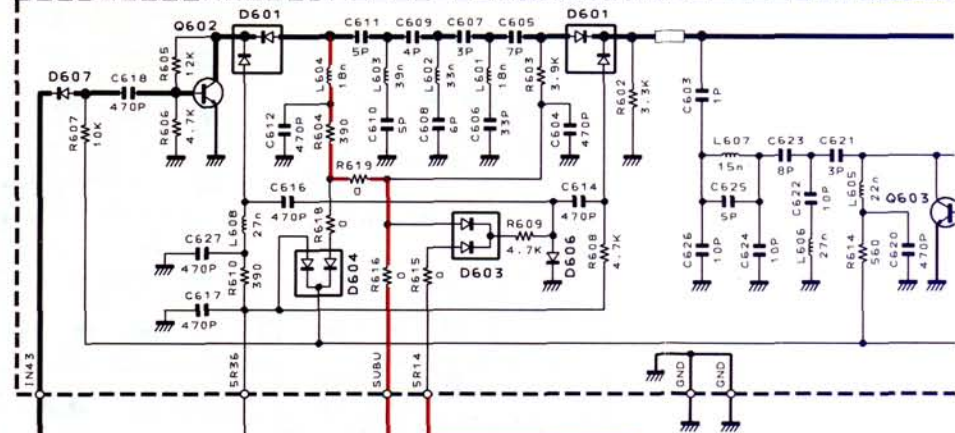 D601
C611
C609
C607
C605
D601
Q602
5P
4P
3P
7P
R605
12K
L604
18n
L603
39n
L602
33n
L601
18n
R603
3.9K
D607
C618
470P
R606
4.7K
R607
10K
C612
470P
R604
390
C610
5P
C608
6P
C606
33P
C604
470P
R602
3.3K
C603
1P
L607
15n
C623
8P
C621
3P
R619
0
C616
470P
C614
470P
C625
5P
C622
10P
L605
22n
Q603
L608
27n
R618
0
R609
4.7K
D606
R608
4.7K
C627
470P
R610
390
D604
R616
0
R615
0
D603
C626
10P
C624
10P
L606
27n
R614
560
C620
470P
C617
470P
IN43
5R36
SUBU
5R14
GND
GND